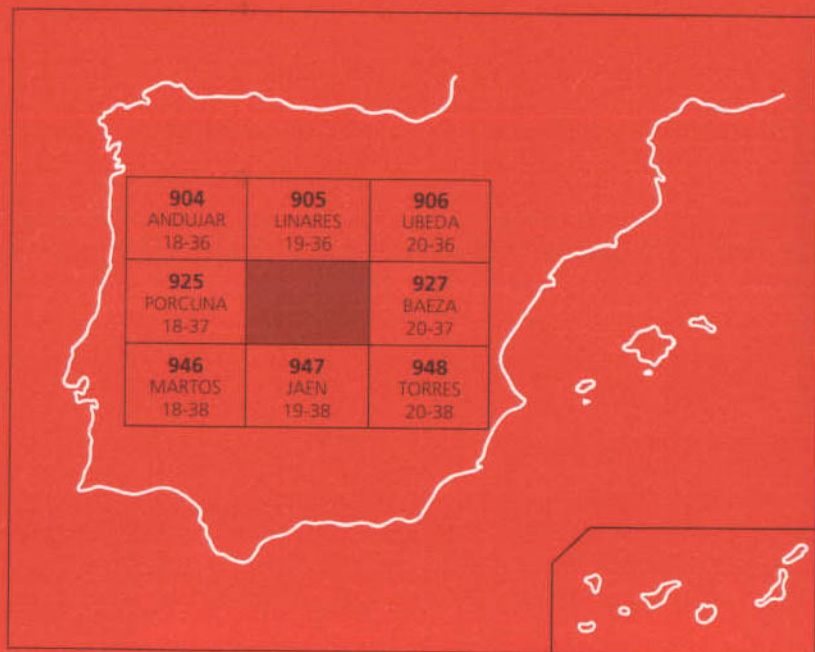 904
ANDUJAR
18-36
905
LINARES
19-36
906
UBEDA
20-36
925
PORCUNA
18-37
927
BAEZA
20-37
946
MARTOS
18-38
947
JAEN
19-38
948
TORRES
20-38